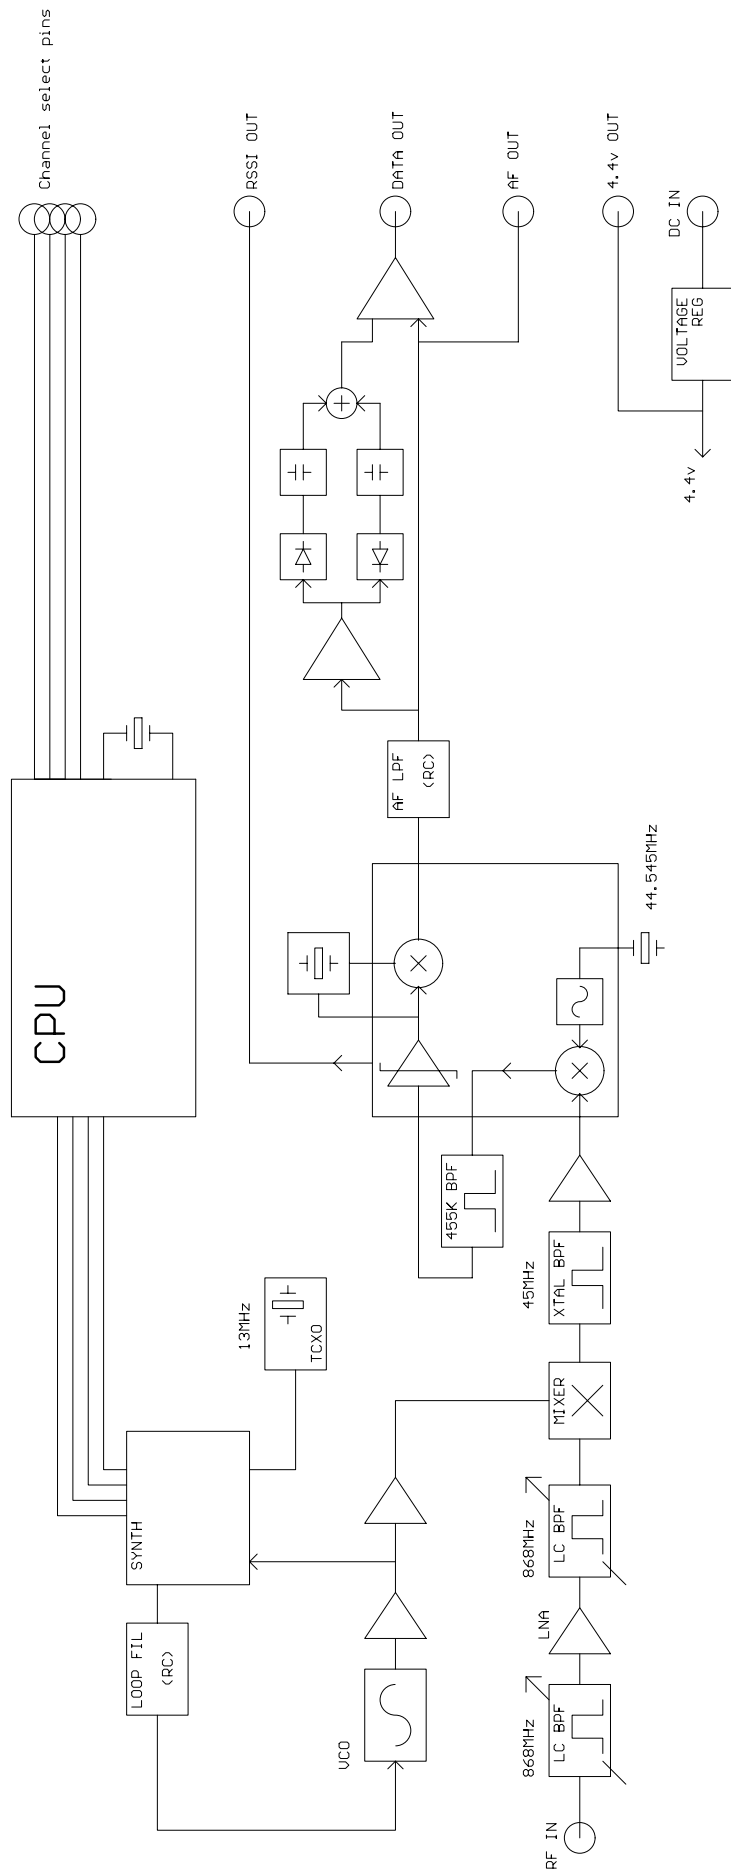 Channel select pins
CPU
RSSI OUT
DATA OUT
AF OUT
4.4v OUT
DC IN
VOLTAGE
REG
4.4v
AF LPF
(RC)
44.545MHz
455K BPF
13MHz
TCXO
SYNTH
LOOP FIL
(RC)
VCO
45MHz
XTAL BPF
MIXER
868MHz
LC BPF
LNA
868MHz
LC BPF
RF IN